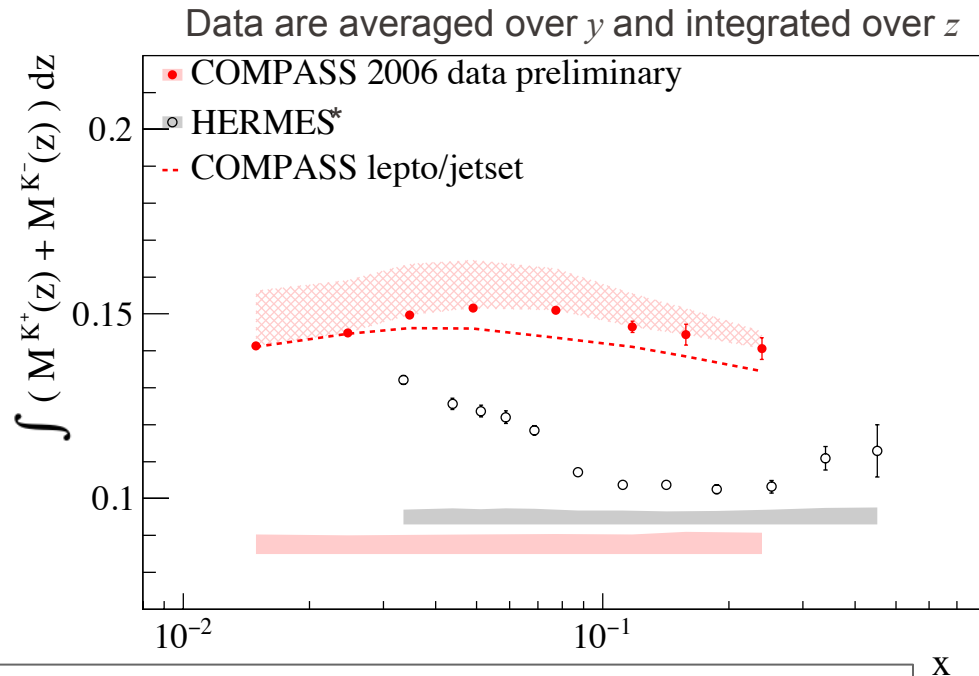 Data are averaged over y and integrated over z
COMPASS 2006 data preliminary
HERMES*
COMPASS lepto/jetset
∫ ( M^{K^+}(z) + M^{K^-}(z) ) dz
0.2
0.15
0.1
10^{-2}
10^{-1}
x